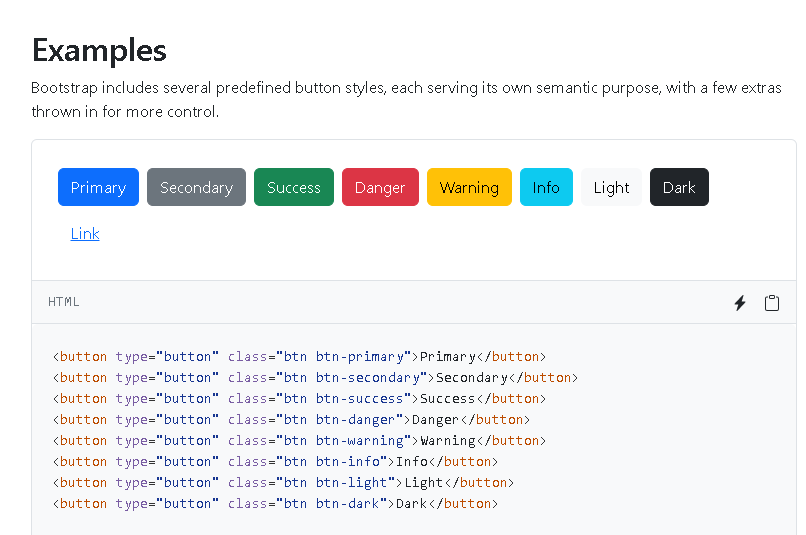 Examples
Bootstrap includes several predefined button styles, each serving its own semantic purpose, with a few extras
thrown in for more control.
Primary Secondary Success Danger Warning Info Light Dark
Link
HTML
<button type="button" class="btn btn-primary">Primary</button>
<button type="button" class="btn btn-secondary">Secondary</button>
<button type="button" class="btn btn-success">Success</button>
<button type="button" class="btn btn-danger">Danger</button>
<button type="button" class="btn btn-warning">Warning</button>
<button type="button" class="btn btn-info">Info</button>
<button type="button" class="btn btn-light">Light</button>
<button type="button" class="btn btn-dark">Dark</button>